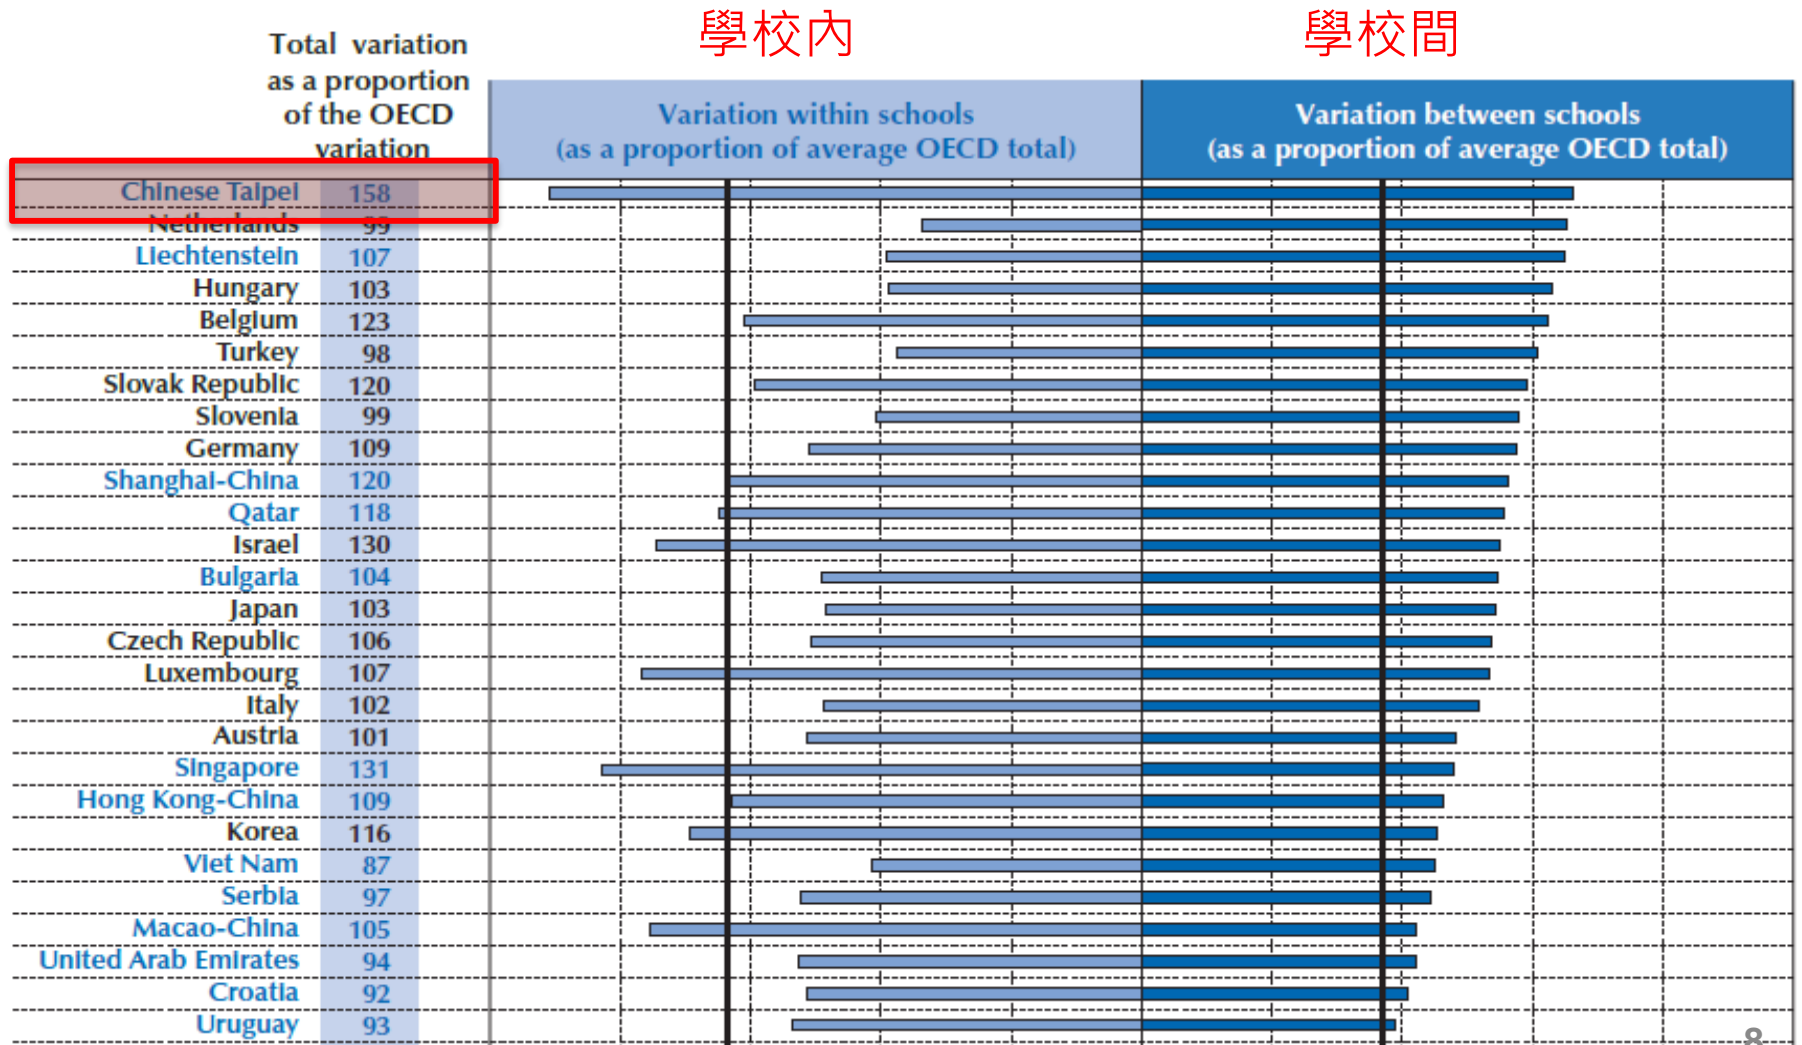 學校內
學校間
Total variation
as a proportion
of the OECD
variation
Variation within schools
(as a proportion of average OECD total)
Variation between schools
(as a proportion of average OECD total)
Chinese Taipei 158
Netherlands 99
Liechtenstein 107
Hungary 103
Belgium 123
Turkey 98
Slovak Republic 120
Slovenia 99
Germany 109
Shanghai-China 120
Qatar 118
Israel 130
Bulgaria 104
Japan 103
Czech Republic 106
Luxembourg 107
Italy 102
Austria 101
Singapore 131
Hong Kong-China 109
Korea 116
Viet Nam 87
Serbia 97
Macao-China 105
United Arab Emirates 94
Croatia 92
Uruguay 93
8